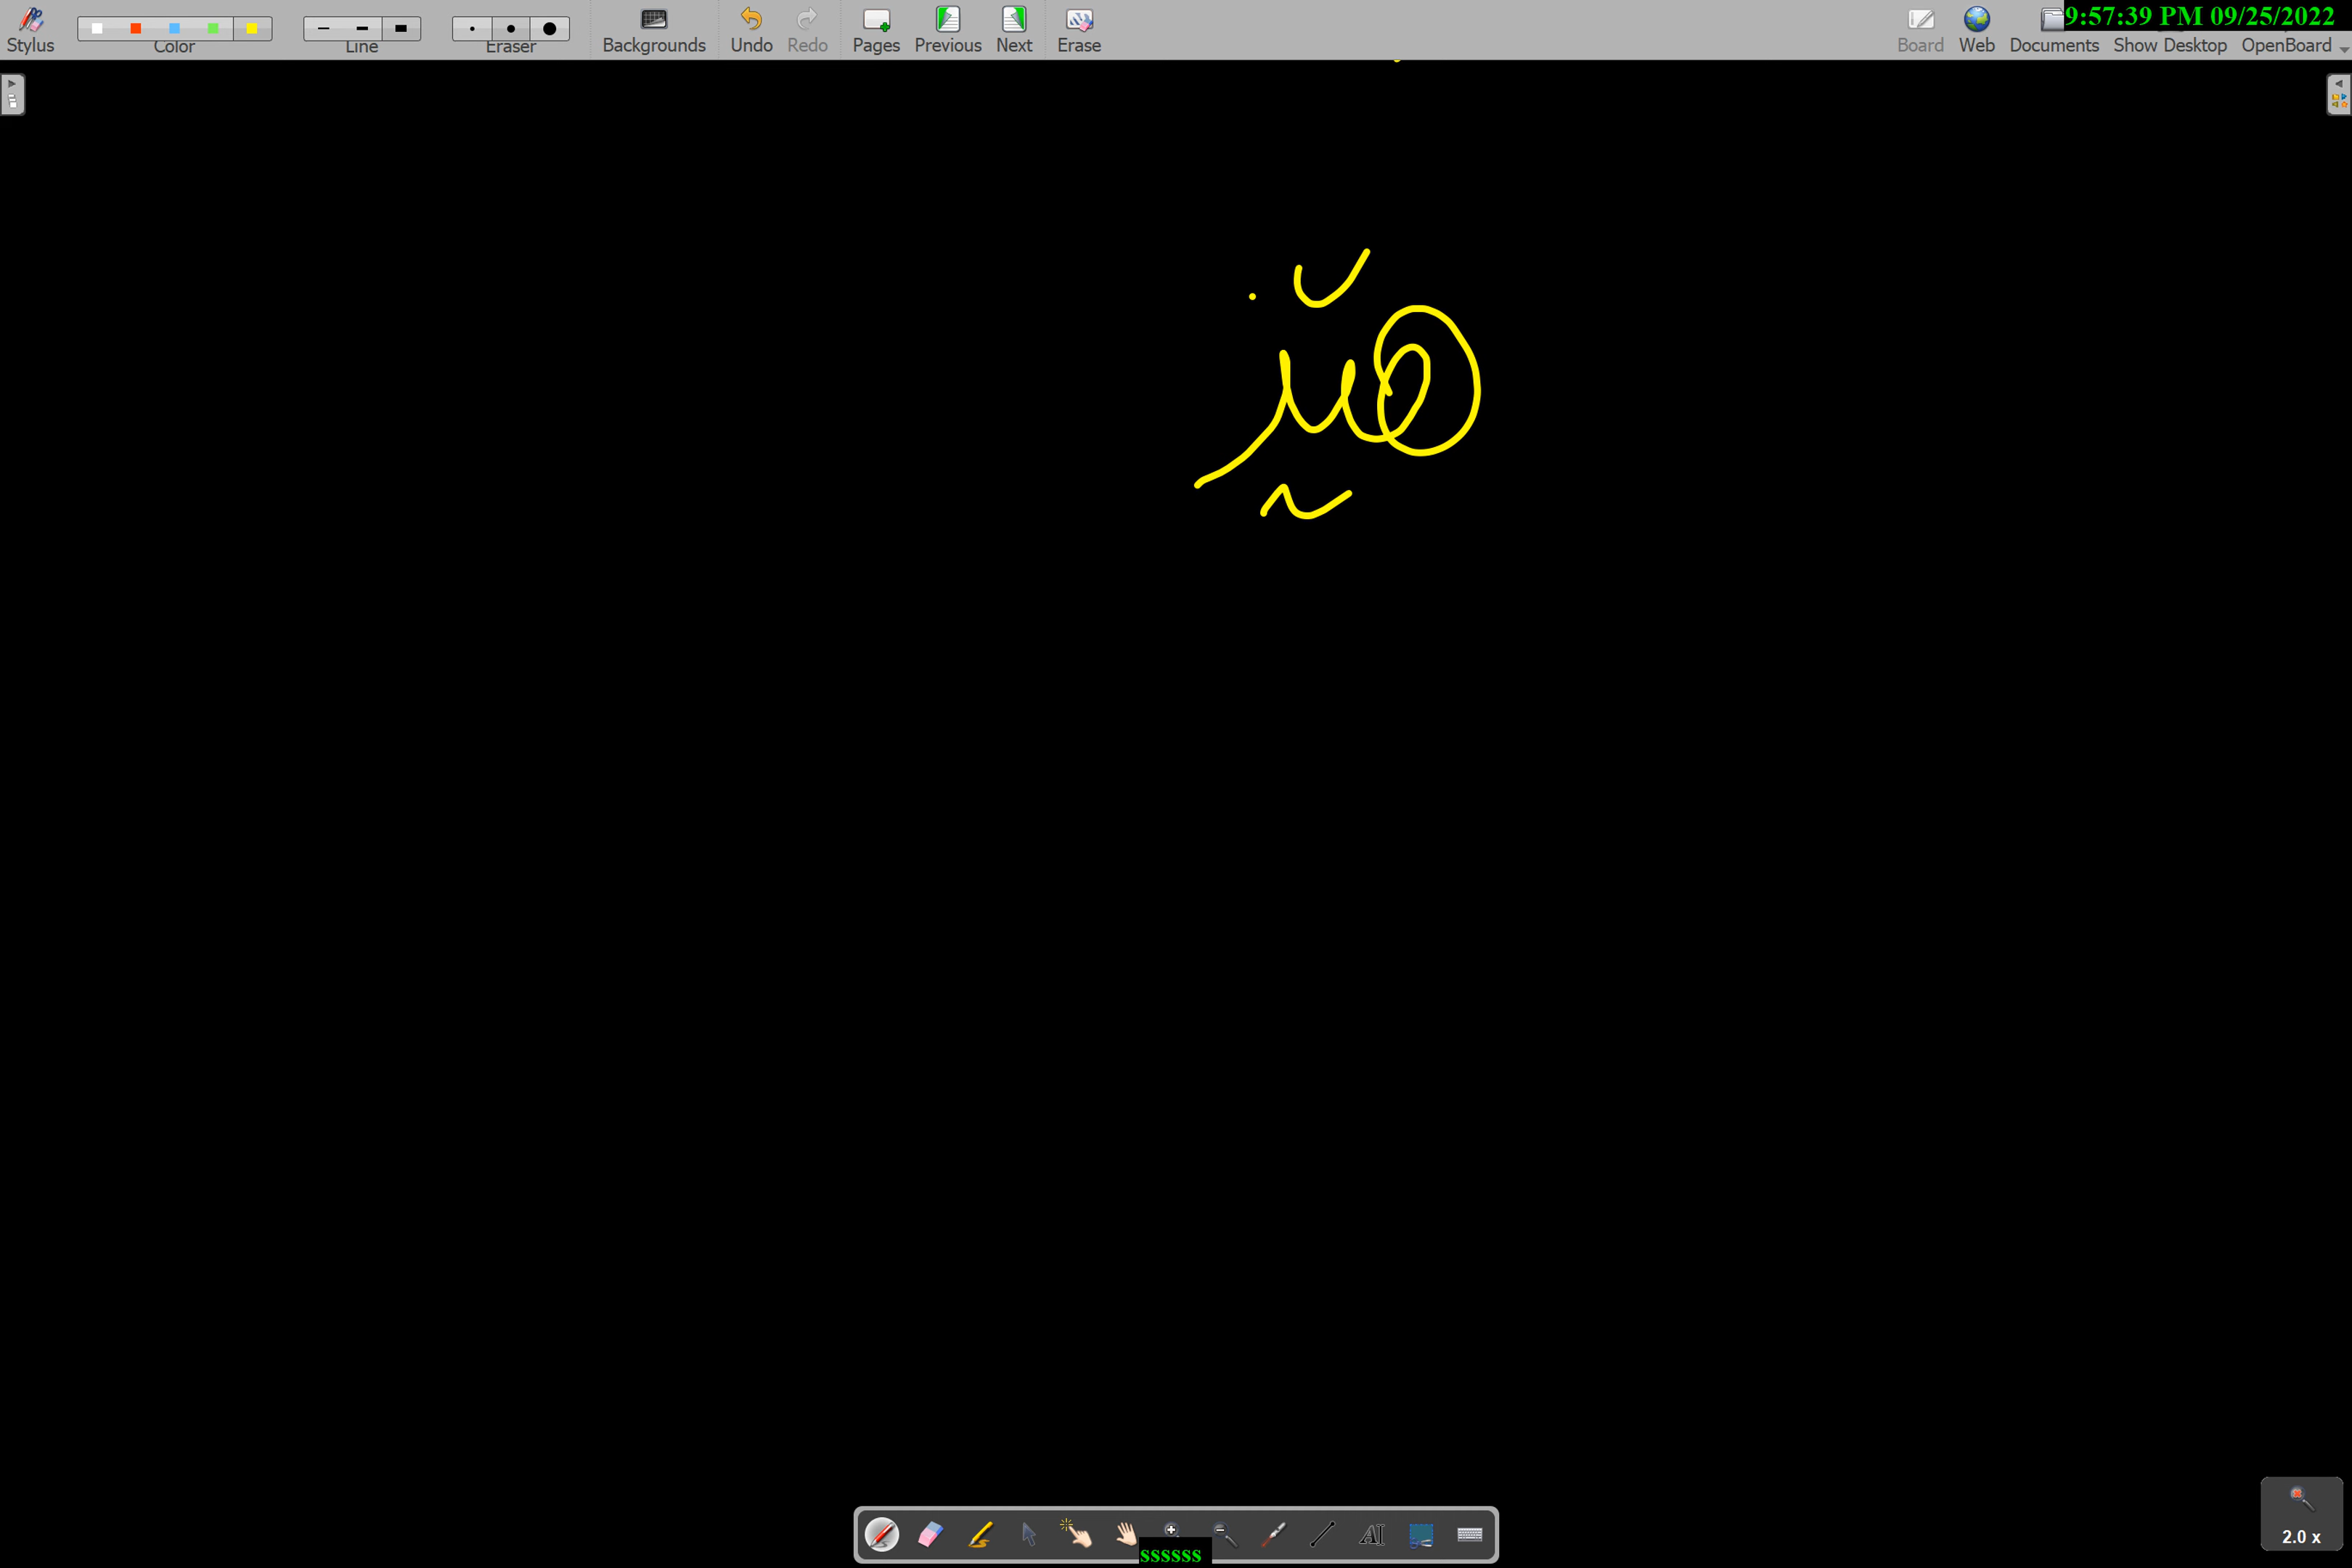 Stylus Color Line Eraser Backgrounds Undo Redo Pages Previous Next Erase Board Web Documents Show Desktop OpenBoard
9:57:39 PM 09/25/2022
ssssss
2.0 x